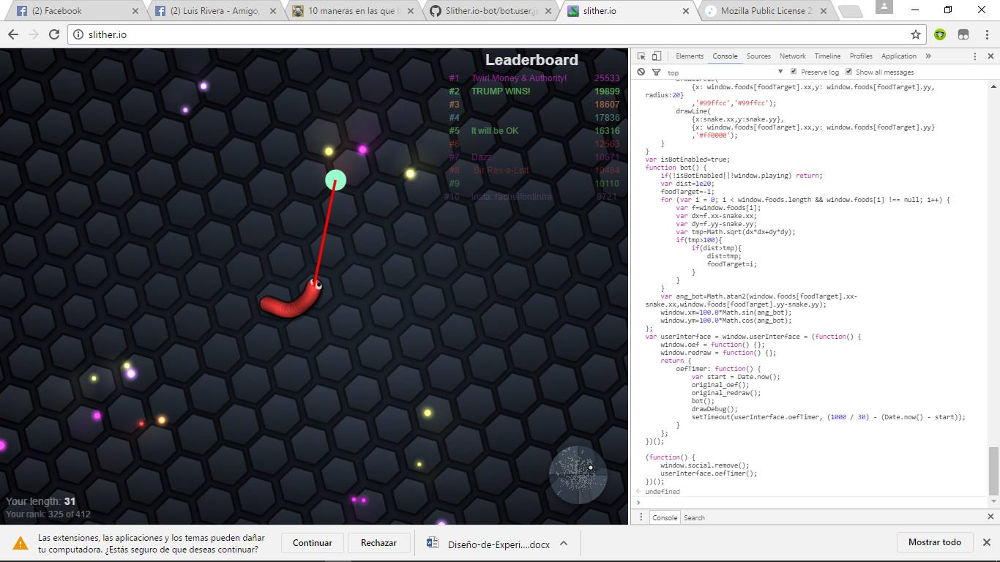 (2) Facebook
(2) Luis Rivera - Amigo,
10 maneras en las que l
Slither.io-bot/bot.user.js
slither.io
Mozilla Public License 2
slither.io
Leaderboard
#1 Twirl Money & Authority! 25533
#2 TRUMP WINS! 19899
#3 18607
#4 17836
#5 It will be OK 16316
#6 12563
#7 Dazz 10671
#8 Sir Rex-a-Lott 10484
#9 10110
#10 Insta: rachelfontinha 9721
Your length: 31
Your rank: 325 of 412
Elements Console Sources Network Timeline Profiles Application »
top Preserve log Show all messages
drawCircle(
{x: window.foods[foodTarget].xx,y: window.foods[foodTarget].yy,
radius:20}
,'#99ffcc','#99ffcc');
drawLine(
{x:snake.xx,y:snake.yy},
{x: window.foods[foodTarget].xx,y: window.foods[foodTarget].yy}
,'#ff0000');
}
}
var isBotEnabled=true;
function bot() {
if(!isBotEnabled||!window.playing) return;
var dist=1e20;
foodTarget=-1;
for (var i = 0; i < window.foods.length && window.foods[i] !== null; i++) {
var f=window.foods[i];
var dx=f.xx-snake.xx;
var dy=f.yy-snake.yy;
var tmp=Math.sqrt(dx*dx+dy*dy);
if(tmp>100){
if(dist>tmp){
dist=tmp;
foodTarget=i;
}
}
}
var ang_bot=Math.atan2(window.foods[foodTarget].xx-
snake.xx,window.foods[foodTarget].yy-snake.yy);
window.xm=100.0*Math.sin(ang_bot);
window.ym=100.0*Math.cos(ang_bot);
};
var userInterface = window.userInterface = (function() {
window.oef = function() {};
window.redraw = function() {};
return {
oefTimer: function() {
var start = Date.now();
original_oef();
original_redraw();
bot();
drawDebug();
setTimeout(userInterface.oefTimer, (1000 / 30) - (Date.now() - start));
}
};
})();
(function() {
window.social.remove();
userInterface.oefTimer();
})();
undefined
Console Search
Las extensiones, las aplicaciones y los temas pueden dañar
tu computadora. ¿Estás seguro de que deseas continuar?
Continuar
Rechazar
Diseño-de-Experi....docx
Mostrar todo